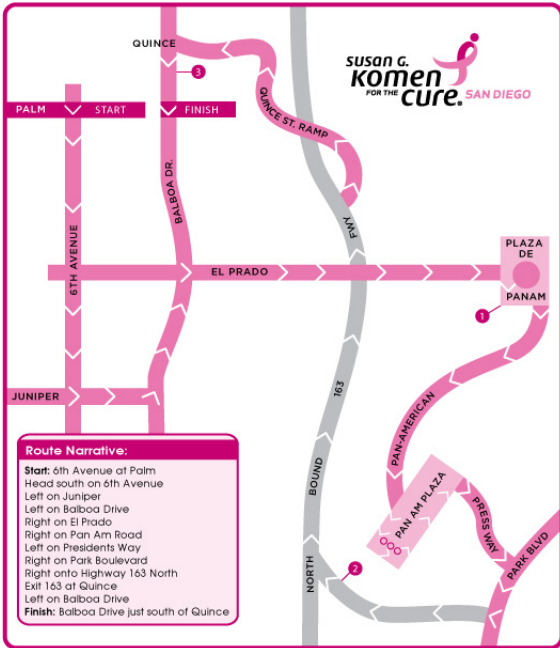 SUSAN G.
Komen
FOR THE
CURE®
SAN DIEGO
QUINCE
3
PALM
START
FINISH
QUINCE ST. RAMP
BALBOA DR.
FWY
PLAZA
DE
PANAM
6TH AVENUE
EL PRADO
1
163
JUNIPER
PAN-AMERICAN
BOUND
PAN AM PLAZA
PRESS WAY
PARK BLVD
NORTH
2
Route Narrative:
Start: 6th Avenue at Palm
Head south on 6th Avenue
Left on Juniper
Left on Balboa Drive
Right on El Prado
Right on Pan Am Road
Left on Presidents Way
Right on Park Boulevard
Right onto Highway 163 North
Exit 163 at Quince
Left on Balboa Drive
Finish: Balboa Drive just south of Quince